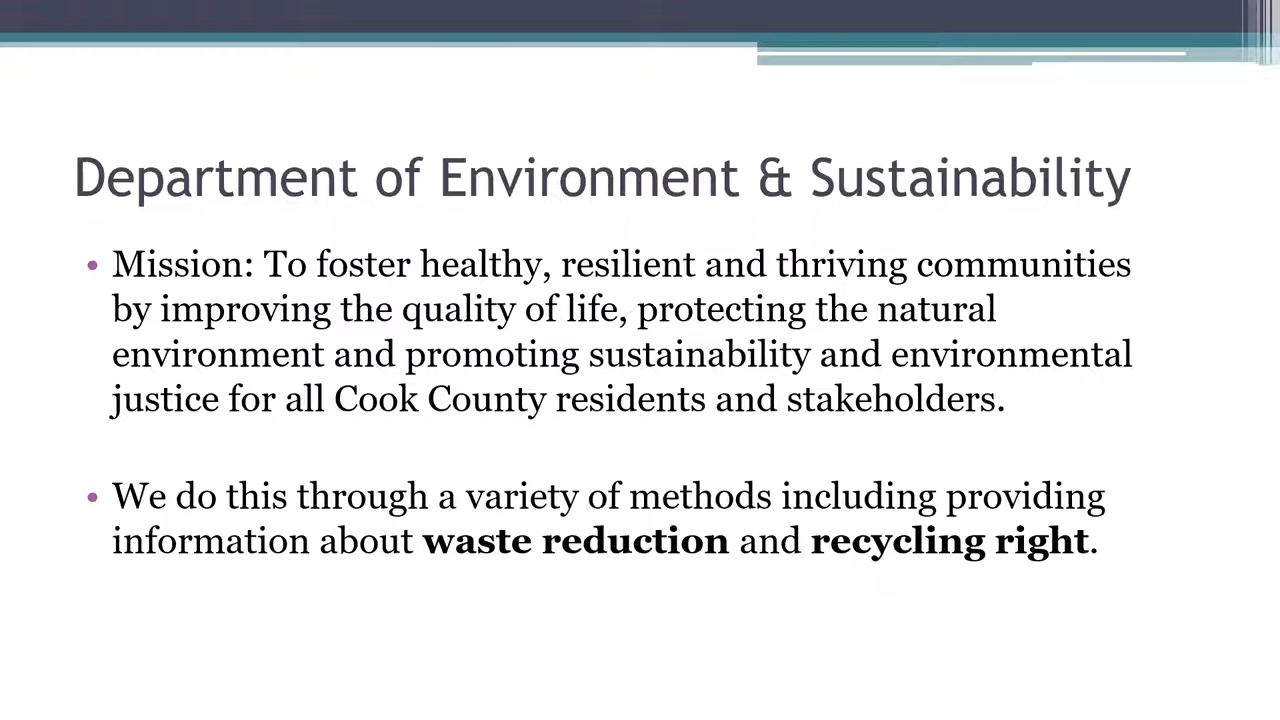 Department of Environment & Sustainability
• Mission: To foster healthy, resilient and thriving communities
by improving the quality of life, protecting the natural
environment and promoting sustainability and environmental
justice for all Cook County residents and stakeholders.
• We do this through a variety of methods including providing
information about waste reduction and recycling right.